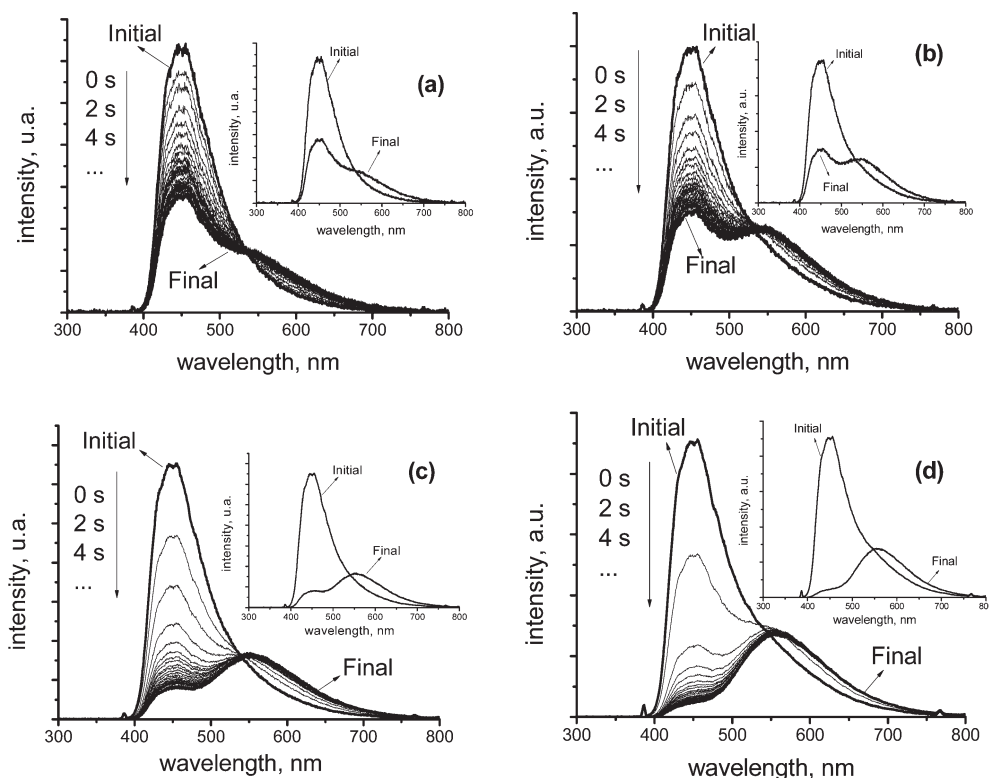 Initial
0 s
2 s
4 s
...
(a)
Final
intensity, u.a.
300 400 500 600 700 800
wavelength, nm
Initial
Final
intensity, u.a.
300 400 500 600 700 800
wavelength, nm
Initial
0 s
2 s
4 s
...
(b)
Final
intensity, a.u.
300 400 500 600 700 800
wavelength, nm
Initial
Final
intensity, a.u.
300 400 500 600 700 800
wavelength, nm
Initial
0 s
2 s
4 s
...
(c)
Final
intensity, u.a.
300 400 500 600 700 800
wavelength, nm
Initial
Final
intensity, u.a.
300 400 500 600 700 800
wavelength, nm
Initial
0 s
2 s
4 s
...
(d)
Final
intensity, a.u.
300 400 500 600 700 800
wavelength, nm
Initial
Final
intensity, a.u.
300 400 500 600 700 80
wavelength, nm